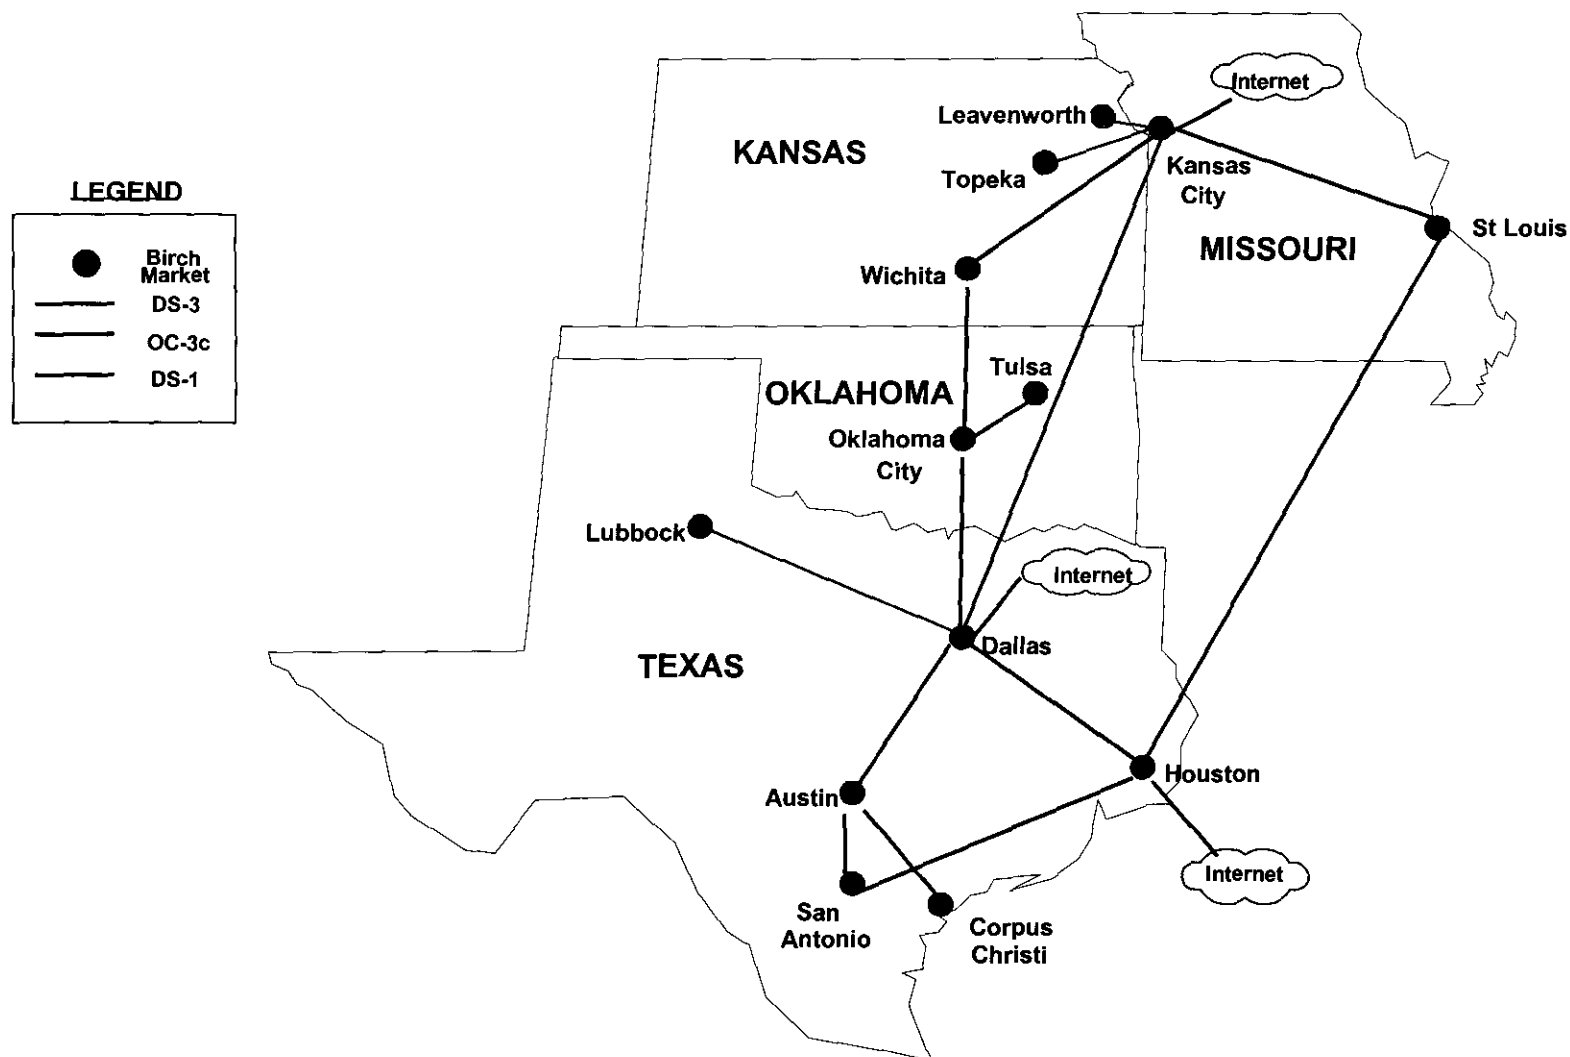 Internet
Leavenworth
KANSAS
Topeka
Kansas
City
LEGEND
St Louis
MISSOURI
Birch
Market
Wichita
DS-3
OC-3c
Tulsa
DS-1
OKLAHOMA
Oklahoma
City
Lubbock
Internet
Dallas
TEXAS
Houston
Austin
Internet
San
Antonio
Corpus
Christi